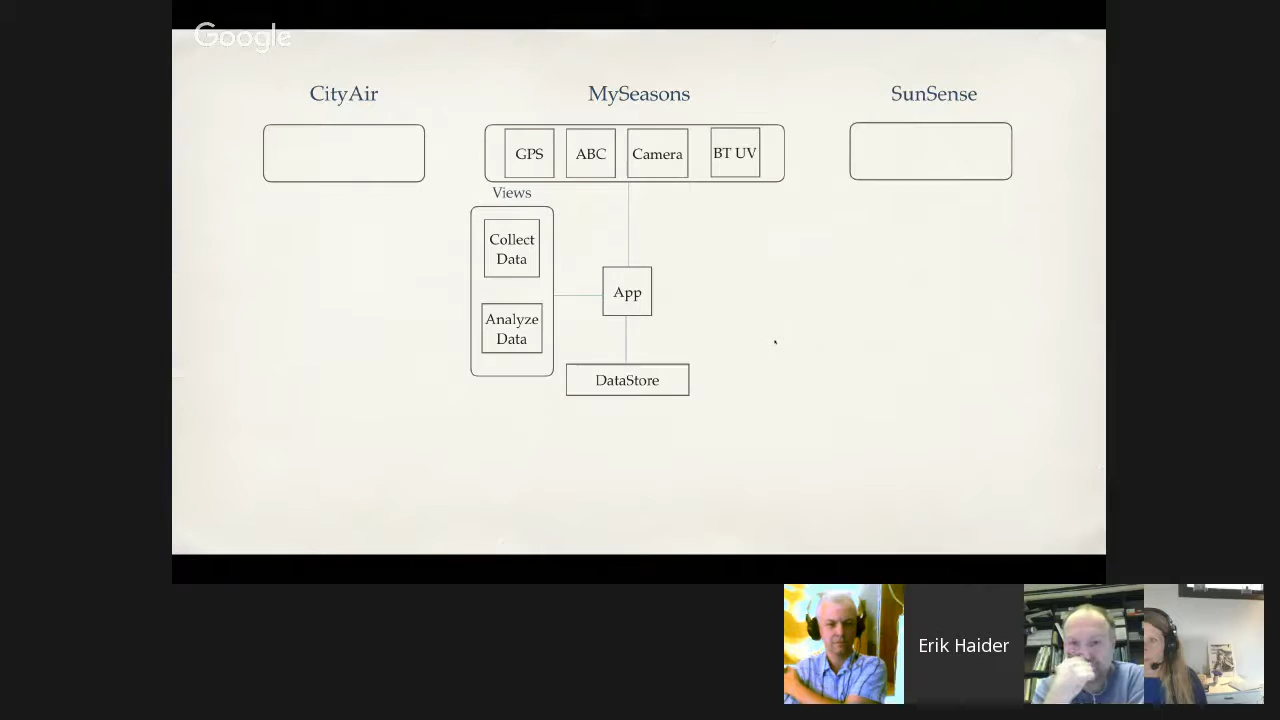 Google
CityAir
MySeasons
SunSense
GPS
ABC
Camera
BT UV
Views
Collect
Data
App
Analyze
Data
DataStore
Erik Haider